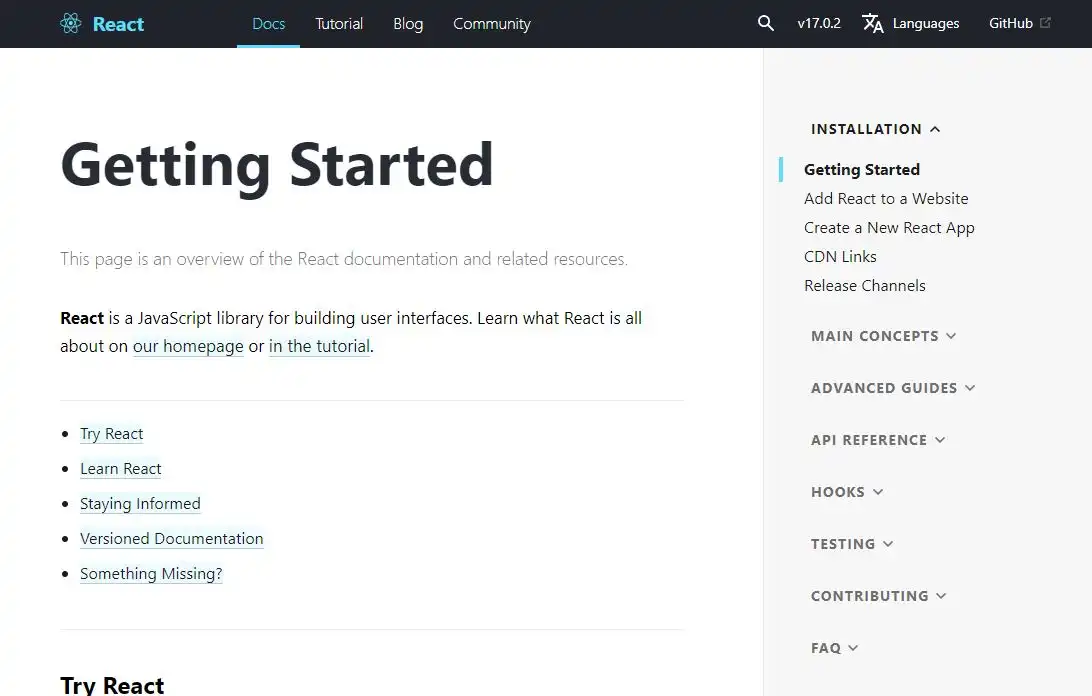 React Docs Tutorial Blog Community v17.0.2 Languages GitHub
Getting Started
This page is an overview of the React documentation and related resources.
React is a JavaScript library for building user interfaces. Learn what React is all
about on our homepage or in the tutorial.
Try React
Learn React
Staying Informed
Versioned Documentation
Something Missing?
Try React
INSTALLATION
Getting Started
Add React to a Website
Create a New React App
CDN Links
Release Channels
MAIN CONCEPTS
ADVANCED GUIDES
API REFERENCE
HOOKS
TESTING
CONTRIBUTING
FAQ